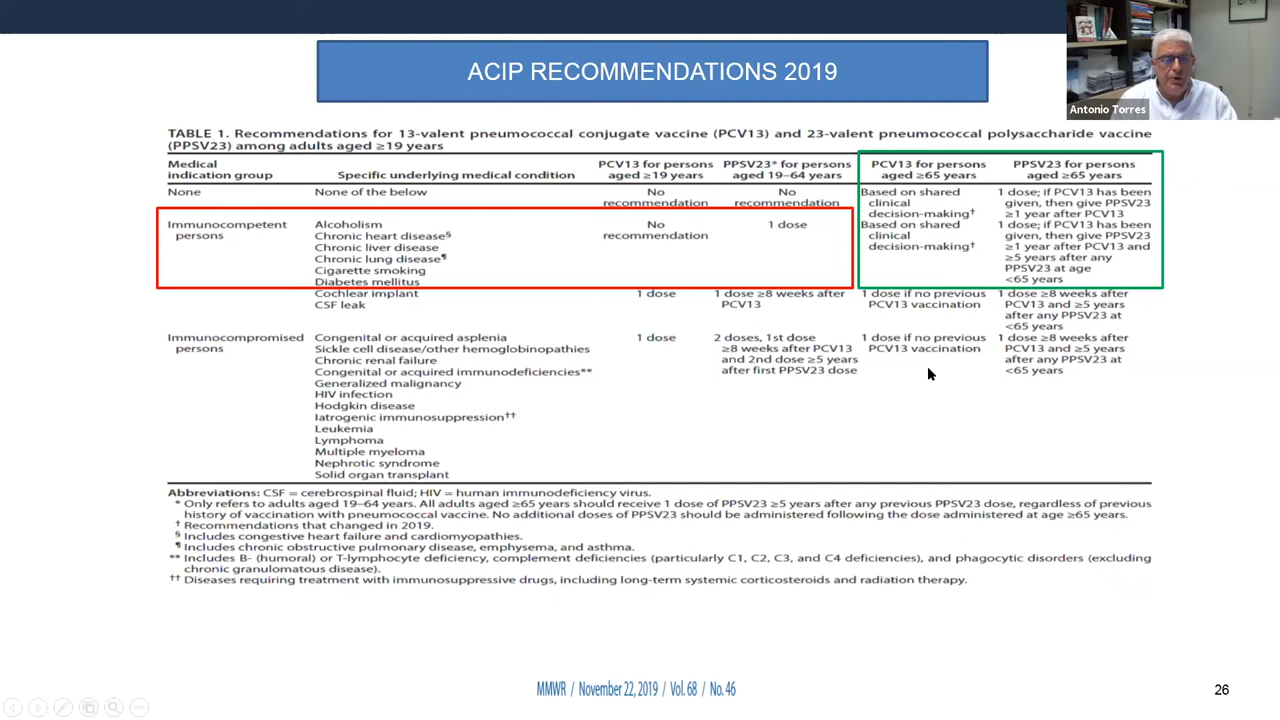 ACIP RECOMMENDATIONS 2019
Antonio Torres
TABLE 1. Recommendations for 13-valent pneumococcal conjugate vaccine (PCV13) and 23-valent pneumococcal polysaccharide vaccine
(PPSV23) among adults aged ≥19 years
Medical indication group
Specific underlying medical condition
PCV13 for persons aged ≥19 years
PPSV23* for persons aged 19–64 years
PCV13 for persons aged ≥65 years
PPSV23 for persons aged ≥65 years
None
None of the below
No recommendation
No recommendation
Based on shared clinical decision-making†
1 dose; if PCV13 has been given, then give PPSV23 ≥1 year after PCV13
Immunocompetent persons
Alcoholism
Chronic heart disease§
Chronic liver disease
Chronic lung disease¶
Cigarette smoking
Diabetes mellitus
No recommendation
1 dose
Based on shared clinical decision-making†
1 dose; if PCV13 has been given, then give PPSV23 ≥1 year after PCV13 and ≥5 years after any PPSV23 at age <65 years
Cochlear implant
CSF leak
1 dose
1 dose ≥8 weeks after PCV13
1 dose if no previous PCV13 vaccination
1 dose ≥8 weeks after PCV13 and ≥5 years after any PPSV23 at <65 years
Immunocompromised persons
Congenital or acquired asplenia
Sickle cell disease/other hemoglobinopathies
Chronic renal failure
Congenital or acquired immunodeficiencies**
Generalized malignancy
HIV infection
Hodgkin disease
Iatrogenic immunosuppression††
Leukemia
Lymphoma
Multiple myeloma
Nephrotic syndrome
Solid organ transplant
1 dose
2 doses, 1st dose ≥8 weeks after PCV13 and 2nd dose ≥5 years after first PPSV23 dose
1 dose if no previous PCV13 vaccination
1 dose ≥8 weeks after PCV13 and ≥5 years after any PPSV23 at <65 years
Abbreviations: CSF = cerebrospinal fluid; HIV = human immunodeficiency virus.
* Only refers to adults aged 19–64 years. All adults aged ≥65 years should receive 1 dose of PPSV23 ≥5 years after any previous PPSV23 dose, regardless of previous
history of vaccination with pneumococcal vaccine. No additional doses of PPSV23 should be administered following the dose administered at age ≥65 years.
† Recommendations that changed in 2019.
§ Includes congestive heart failure and cardiomyopathies.
¶ Includes chronic obstructive pulmonary disease, emphysema, and asthma.
** Includes B- (humoral) or T-lymphocyte deficiency, complement deficiencies (particularly C1, C2, C3, and C4 deficiencies), and phagocytic disorders (excluding
chronic granulomatous disease).
†† Diseases requiring treatment with immunosuppressive drugs, including long-term systemic corticosteroids and radiation therapy.
MMWR / November 22, 2019 / Vol. 68 / No. 46
26